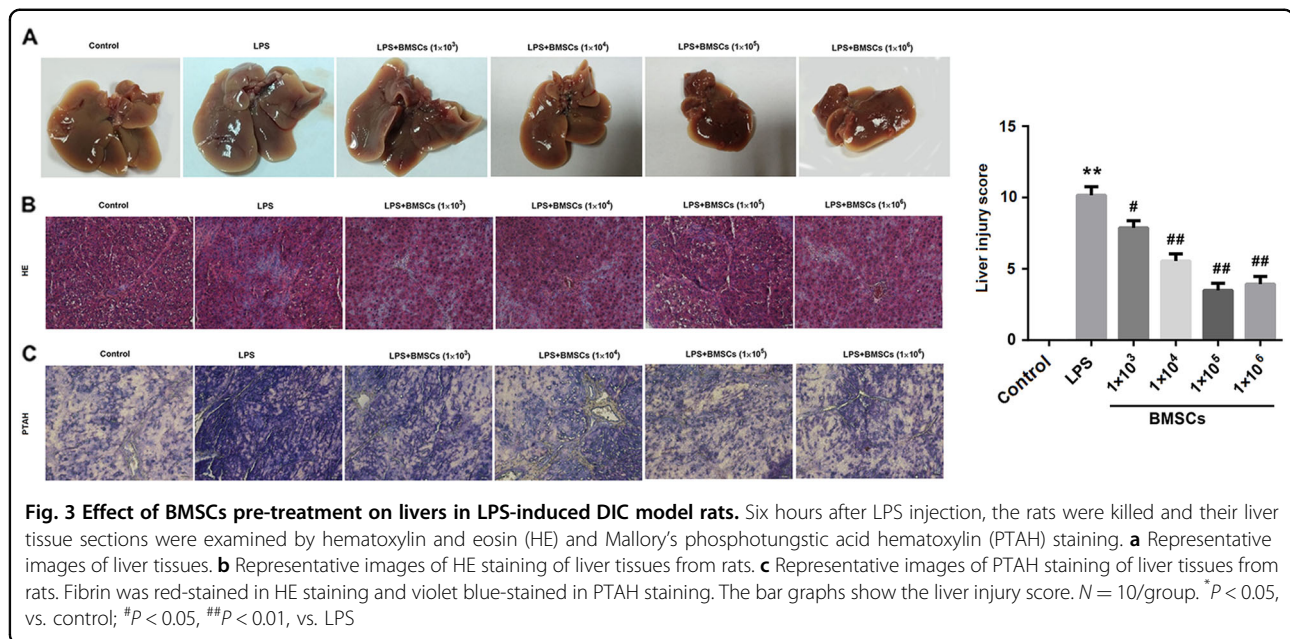 A
Control LPS LPS+BMSCs (1×10³) LPS+BMSCs (1×10⁴) LPS+BMSCs (1×10⁵) LPS+BMSCs (1×10⁶)
B
Control LPS LPS+BMSCs (1×10³) LPS+BMSCs (1×10⁴) LPS+BMSCs (1×10⁵) LPS+BMSCs (1×10⁶)
HE
C
Control LPS LPS+BMSCs (1×10³) LPS+BMSCs (1×10⁴) LPS+BMSCs (1×10⁵) LPS+BMSCs (1×10⁶)
PTAH
Liver injury score
15
10
5
0
**
#
##
##
##
Control LPS 1×10³ 1×10⁴ 1×10⁵ 1×10⁶
BMSCs
Fig. 3 Effect of BMSCs pre-treatment on livers in LPS-induced DIC model rats. Six hours after LPS injection, the rats were killed and their liver
tissue sections were examined by hematoxylin and eosin (HE) and Mallory's phosphotungstic acid hematoxylin (PTAH) staining. a Representative
images of liver tissues. b Representative images of HE staining of liver tissues from rats. c Representative images of PTAH staining of liver tissues from
rats. Fibrin was red-stained in HE staining and violet blue-stained in PTAH staining. The bar graphs show the liver injury score. N = 10/group. *P < 0.05,
vs. control; #P < 0.05, ##P < 0.01, vs. LPS